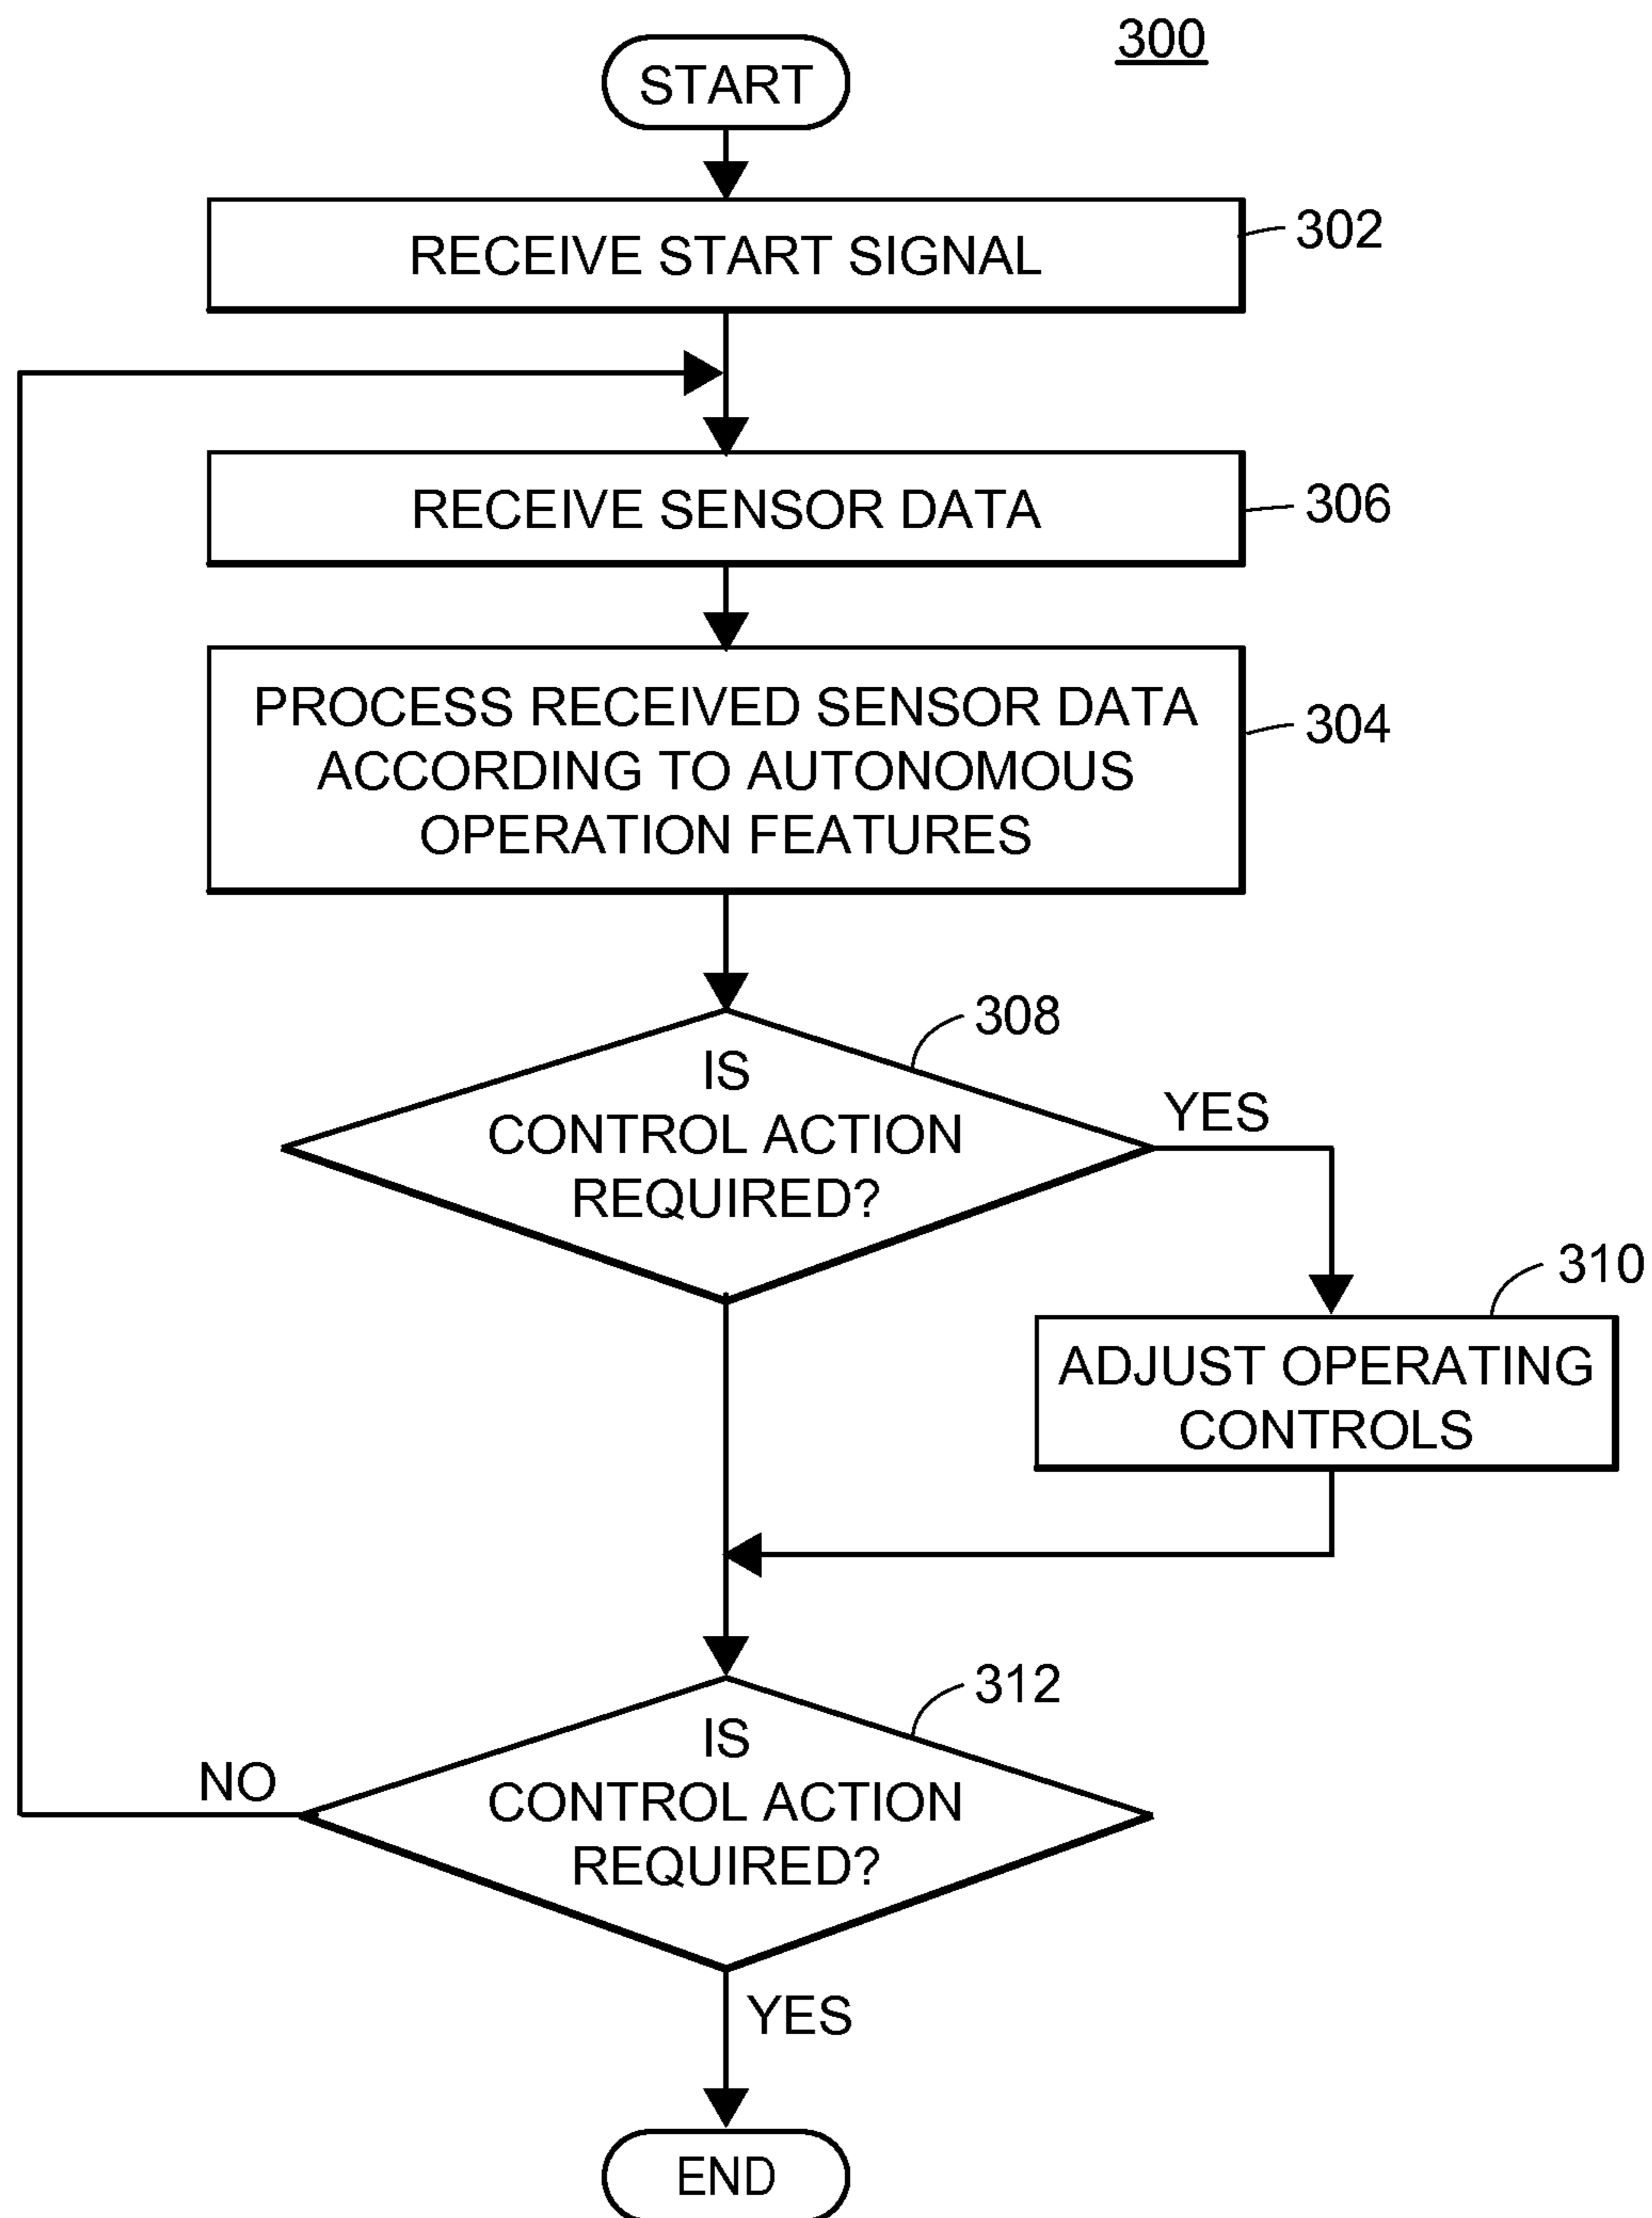 300
START
RECEIVE START SIGNAL
302
RECEIVE SENSOR DATA
306
PROCESS RECEIVED SENSOR DATA
ACCORDING TO AUTONOMOUS
OPERATION FEATURES
304
308
IS
CONTROL ACTION
REQUIRED?
YES
310
ADJUST OPERATING
CONTROLS
312
IS
CONTROL ACTION
REQUIRED?
NO
YES
END